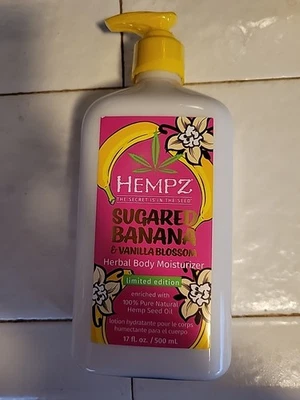 HEMPZ
THE SECRET IS IN THE SEED
SUGARED
BANANA
& VANILLA BLOSSOM
Herbal Body Moisturizer
limited edition
enriched with
100% Pure Natural
Hemp Seed Oil
lotion hydratante pour le corps
humectante para el cuerpo
17 fl. oz. / 500 mL